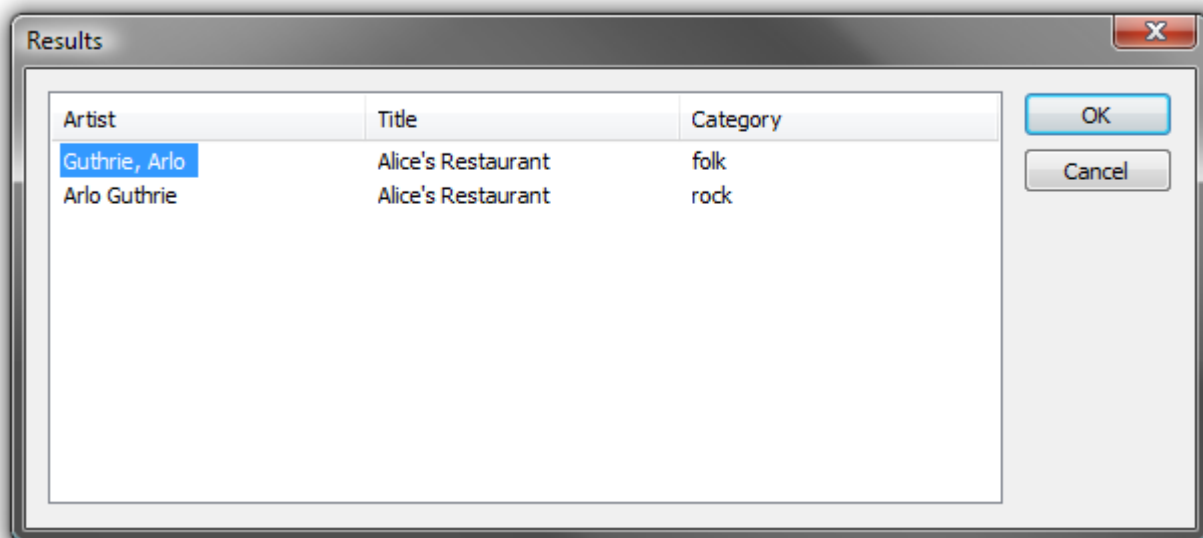 Results
Artist Title Category
Guthrie, Arlo Alice's Restaurant folk
Arlo Guthrie Alice's Restaurant rock
OK
Cancel